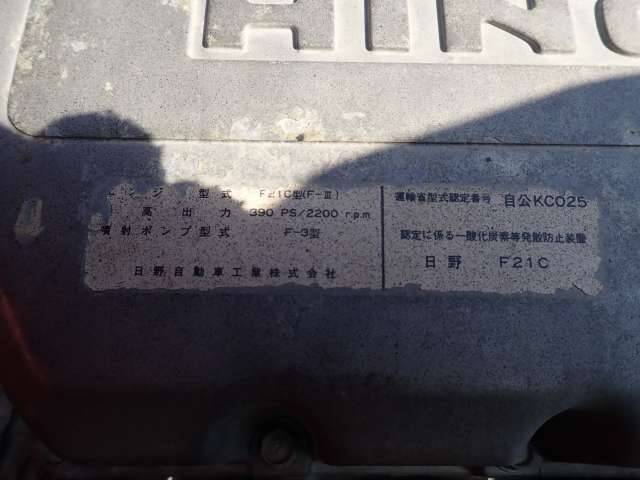 HINO
エンジン型式 F21C型(F-Ⅲ)
最高出力 390 PS/2200 r.p.m
噴射ポンプ型式 F-3型
日野自動車工業株式会社
運輸省型式認定番号 自公KC025
認定に係る一酸化炭素等発散防止装置
日野 F21C